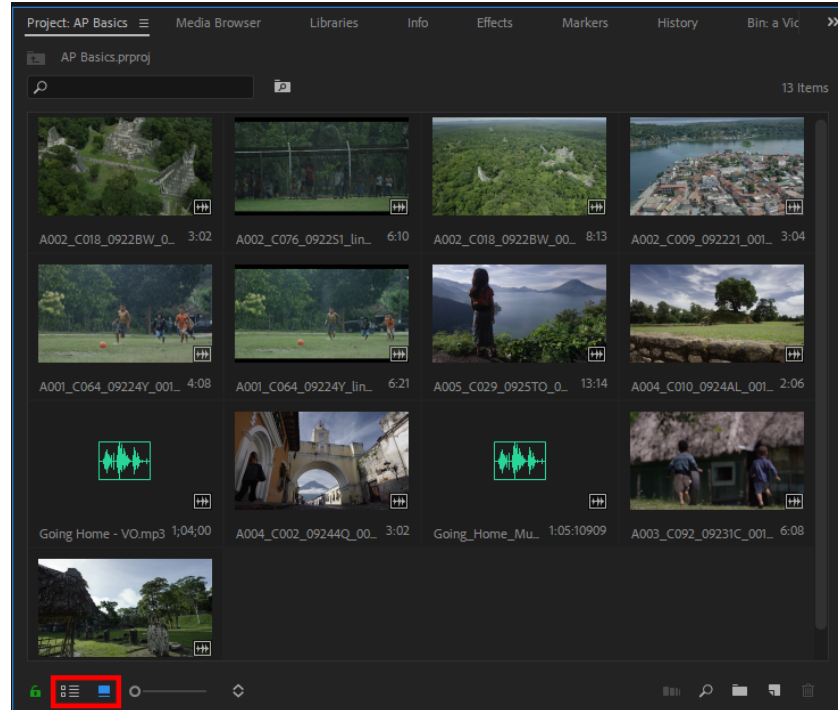 Project: AP Basics Media Browser Libraries Info Effects Markers History Bin: a Vic
AP Basics.prproj
13 Items
A002_C018_0922BW_0... 3:02 A002_C076_0922S1_lin... 6:10 A002_C018_0922BW_00... 8:13 A002_C009_092221_001... 3:04
A001_C064_09224Y_001... 4:08 A001_C064_09224Y_lin... 6:21 A005_C029_0925TO_0... 13:14 A004_C010_0924AL_001... 2:06
Going Home - VO.mp3 1;04;00 A004_C002_09244Q_00... 3:02 Going_Home_Mu... 1:05:10909 A003_C092_09231C_001... 6:08